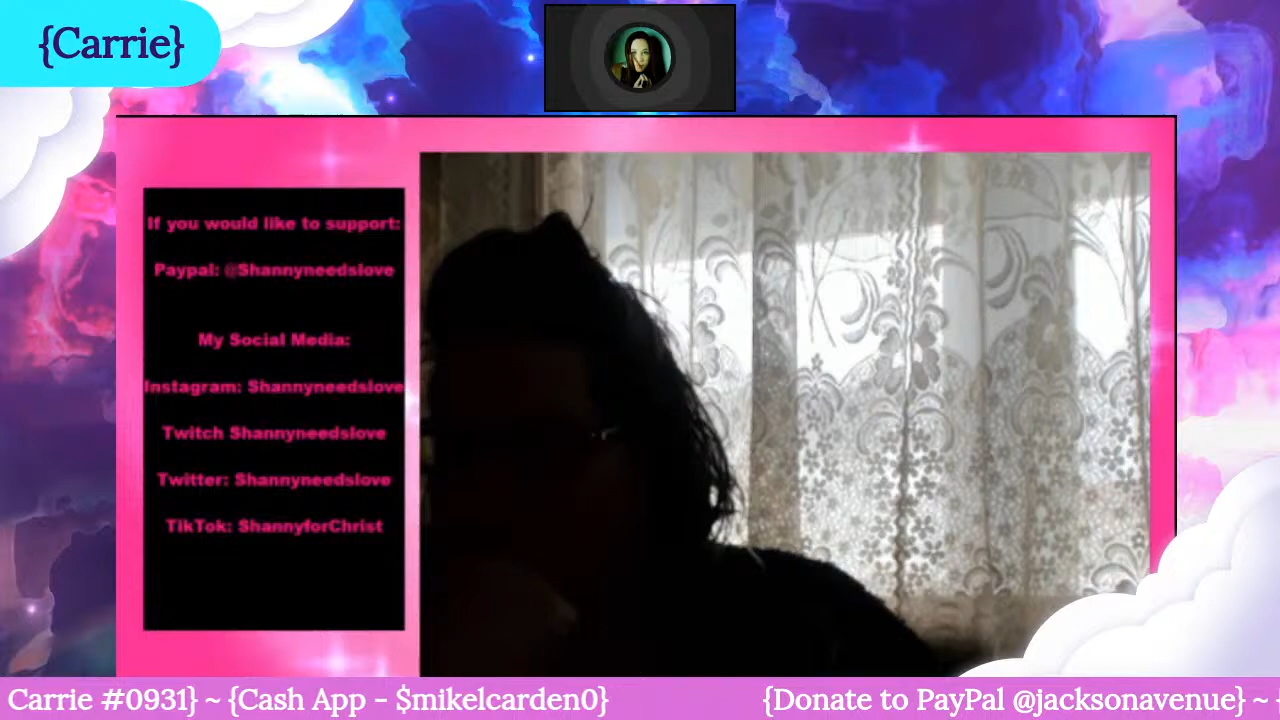 {Carrie}
If you would like to support:
Paypal: @Shannyneedslove
My Social Media:
Instagram: Shannyneedslove
Twitch Shannyneedslove
Twitter: Shannyneedslove
TikTok: ShannyforChrist
Carrie #0931} ~ {Cash App - $mikelcarden0} {Donate to PayPal @jacksonavenue} ~ {